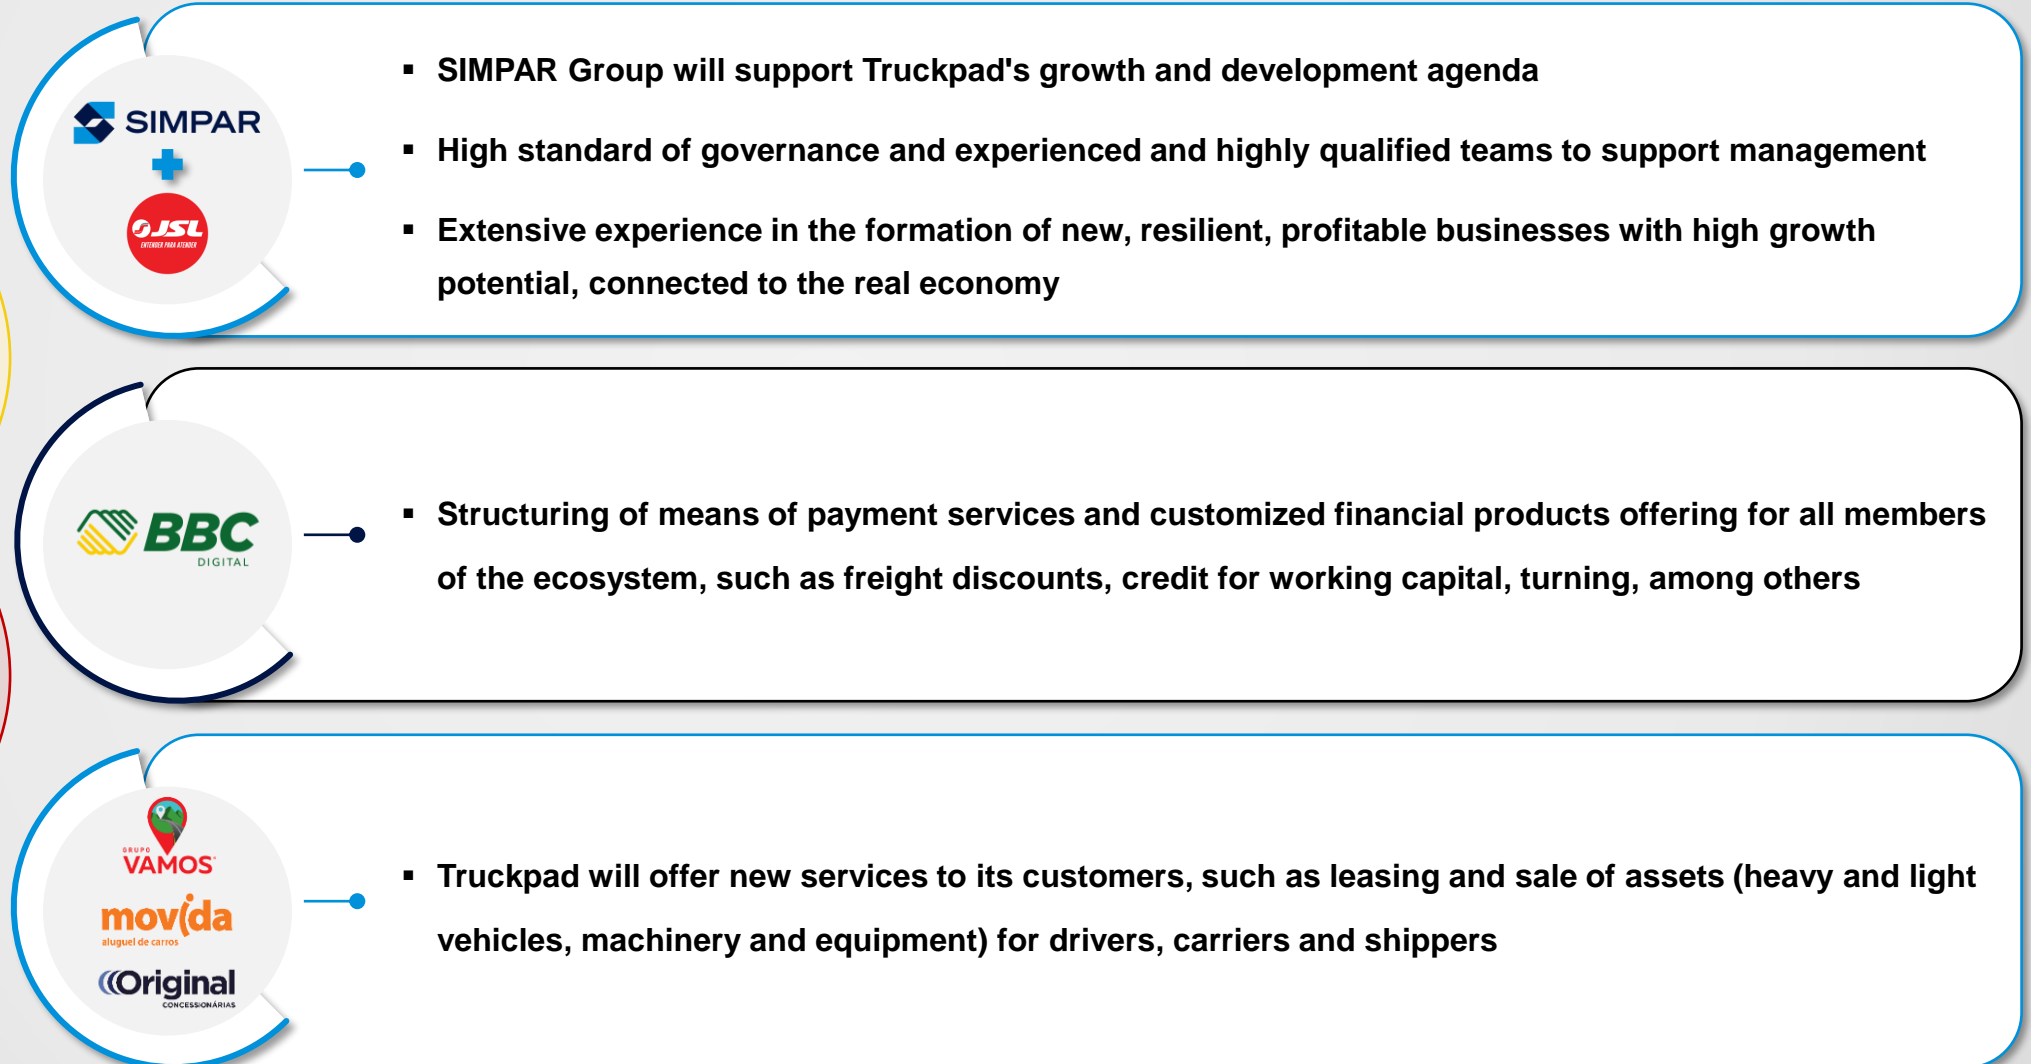 SIMPAR
JSL
ENTENDER PARA ATENDER
▪ SIMPAR Group will support Truckpad's growth and development agenda
▪ High standard of governance and experienced and highly qualified teams to support management
▪ Extensive experience in the formation of new, resilient, profitable businesses with high growth
potential, connected to the real economy
BBC
DIGITAL
▪ Structuring of means of payment services and customized financial products offering for all members
of the ecosystem, such as freight discounts, credit for working capital, turning, among others
GRUPO
VAMOS
movida
aluguel de carros
Original
CONCESSIONÁRIAS
▪ Truckpad will offer new services to its customers, such as leasing and sale of assets (heavy and light
vehicles, machinery and equipment) for drivers, carriers and shippers